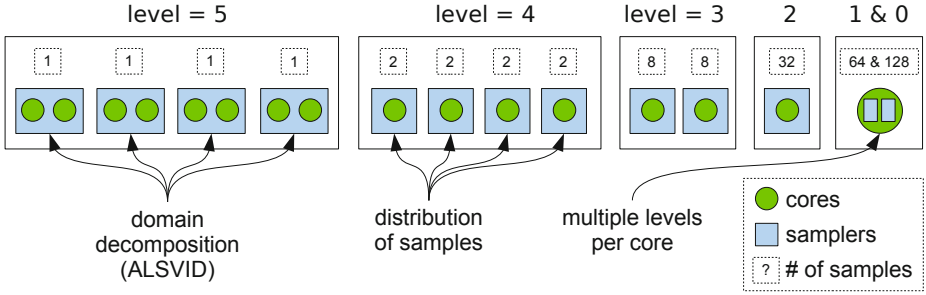 level = 5 level = 4 level = 3 2 1 & 0
1 1 1 1 2 2 2 2 8 8 32 64 & 128
domain
decomposition
(ALSVID)
distribution
of samples
multiple levels
per core
cores
samplers
? # of samples